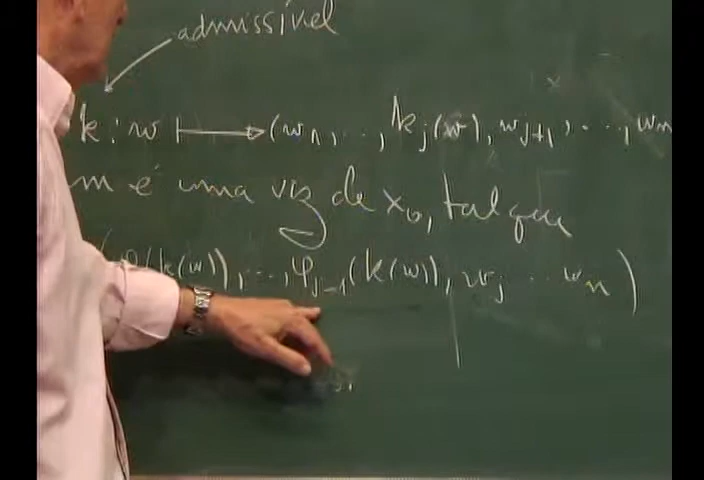 admissível
k : w ↦ (w1, ..., kj(w), wj+1, ..., wm
m é uma viz de x0, tal que
(k(w)), ..., φj-1(k(w)), wj ... wn)